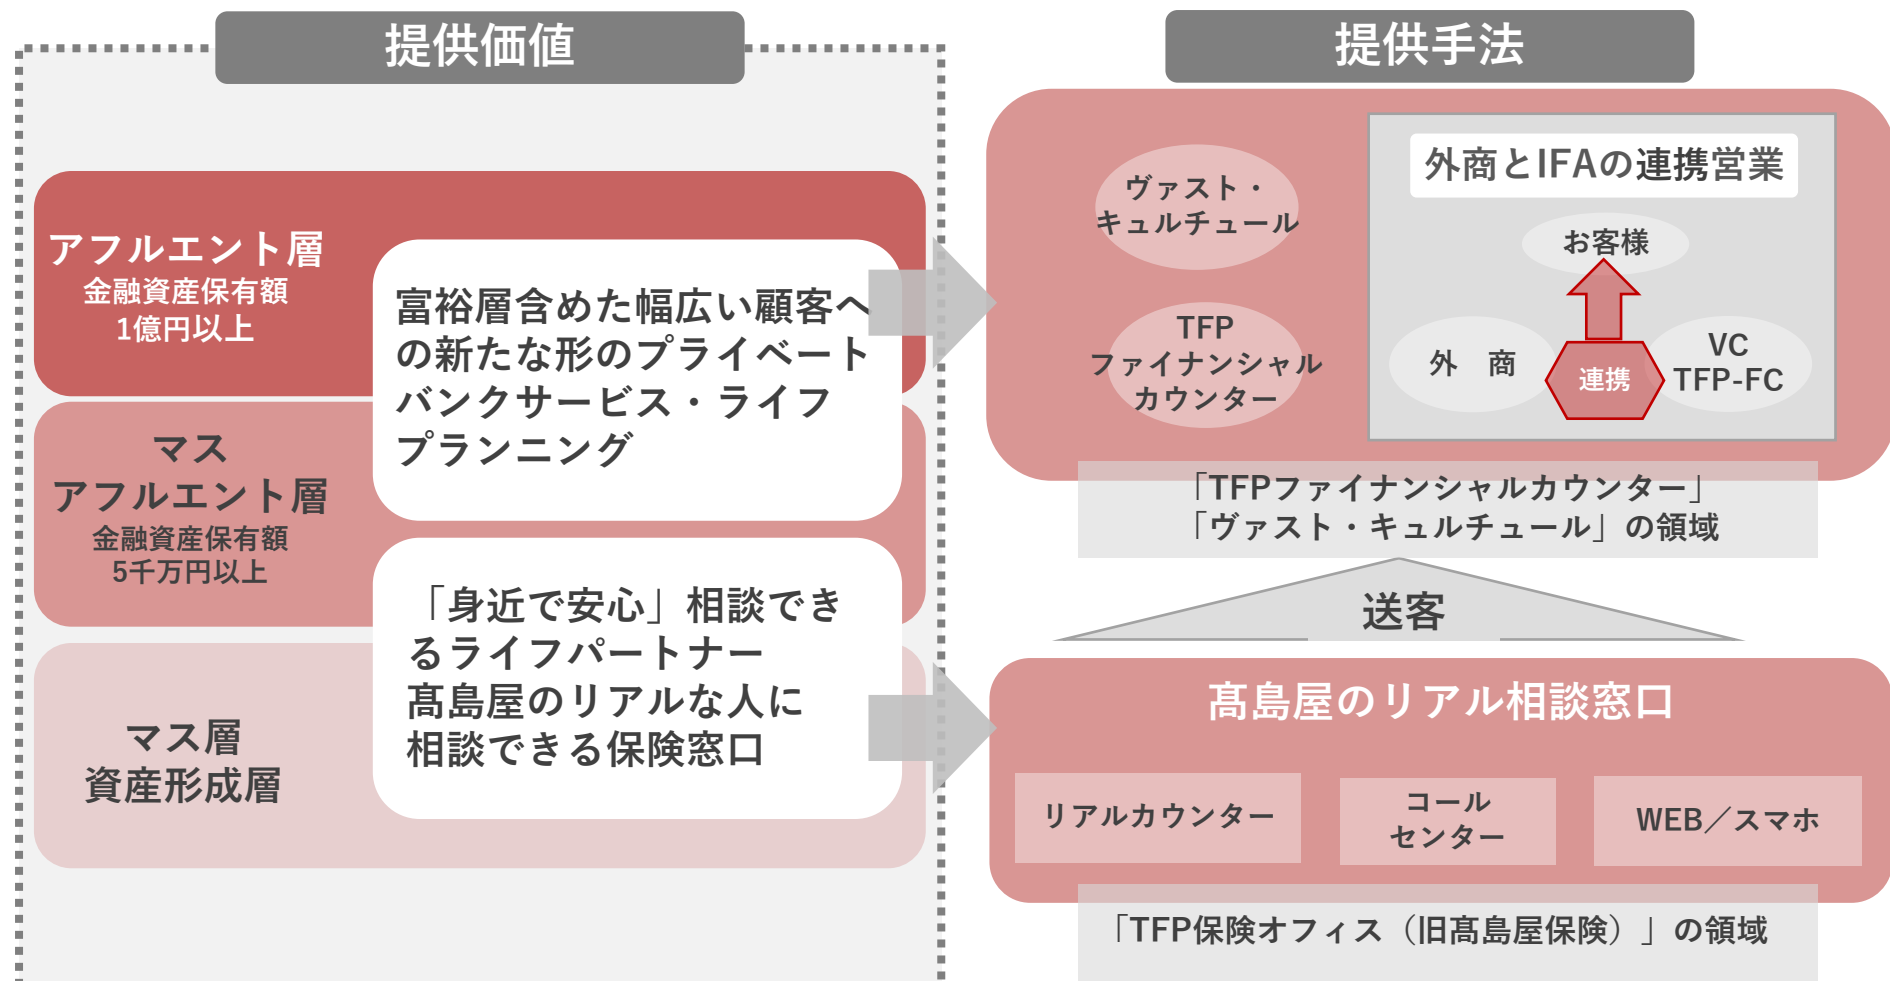 提供価値
アフルエント層
金融資産保有額
1億円以上
マス
アフルエント層
金融資産保有額
5千万円以上
マス層
資産形成層
富裕層含めた幅広い顧客へ
の新たな形のプライベート
バンクサービス・ライフ
プランニング
「身近で安心」相談でき
るライフパートナー
髙島屋のリアルな人に
相談できる保険窓口
提供手法
ヴァスト・
キュルチュール
TFP
ファイナンシャル
カウンター
外商とIFAの連携営業
お客様
外　商
連携
VC
TFP-FC
「TFPファイナンシャルカウンター」
「ヴァスト・キュルチュール」の領域
送客
髙島屋のリアル相談窓口
リアルカウンター
コール
センター
WEB／スマホ
「TFP保険オフィス（旧髙島屋保険）」の領域